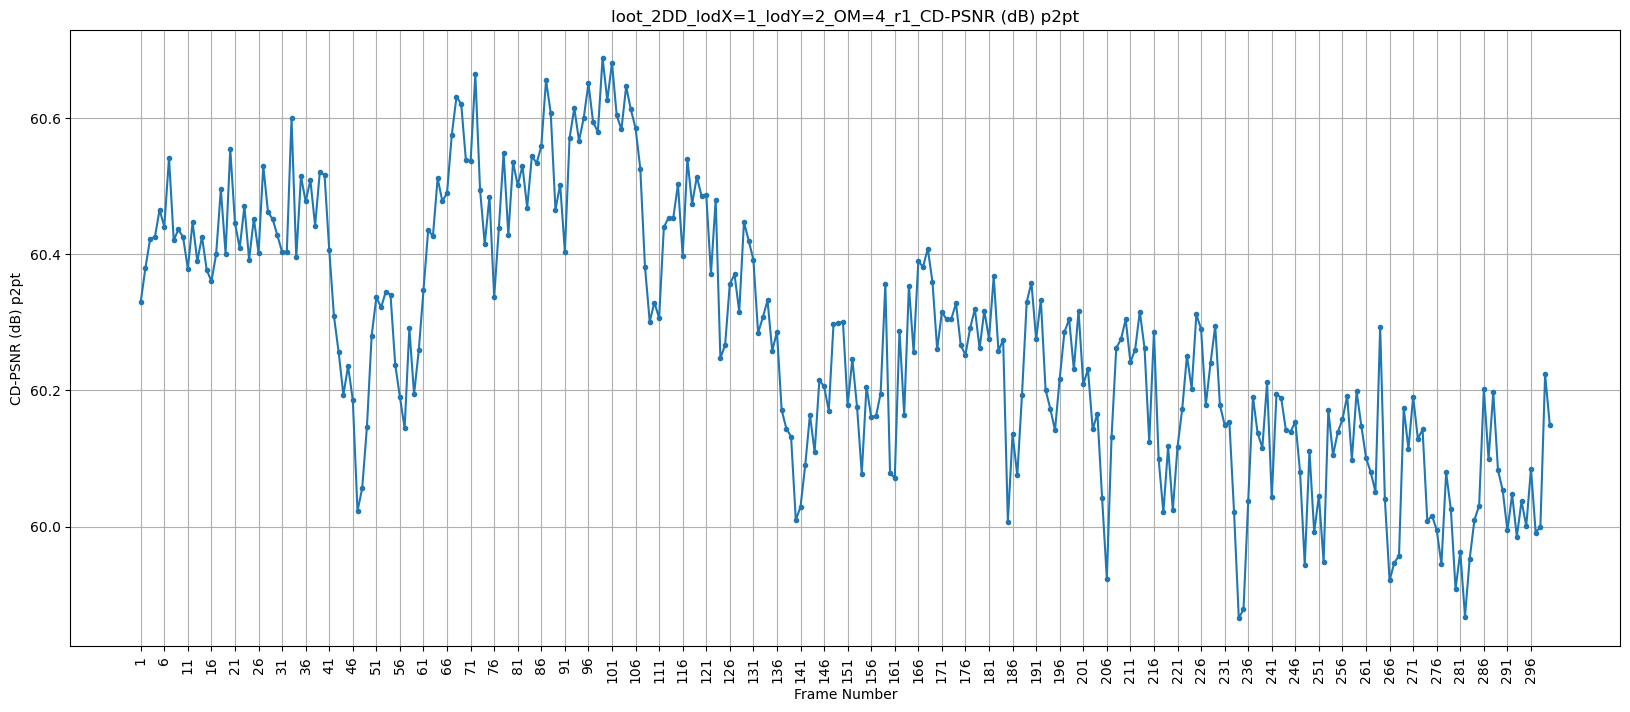 loot_2DD_lodX=1_lodY=2_OM=4_r1_CD-PSNR (dB) p2pt
CD-PSNR (dB) p2pt
60.6
60.4
60.2
60.0
1 6 11 16 21 26 31 36 41 46 51 56 61 66 71 76 81 86 91 96 101 106 111 116 121 126 131 136 141 146 151 156 161 166 171 176 181 186 191 196 201 206 211 216 221 226 231 236 241 246 251 256 261 266 271 276 281 286 291 296
Frame Number